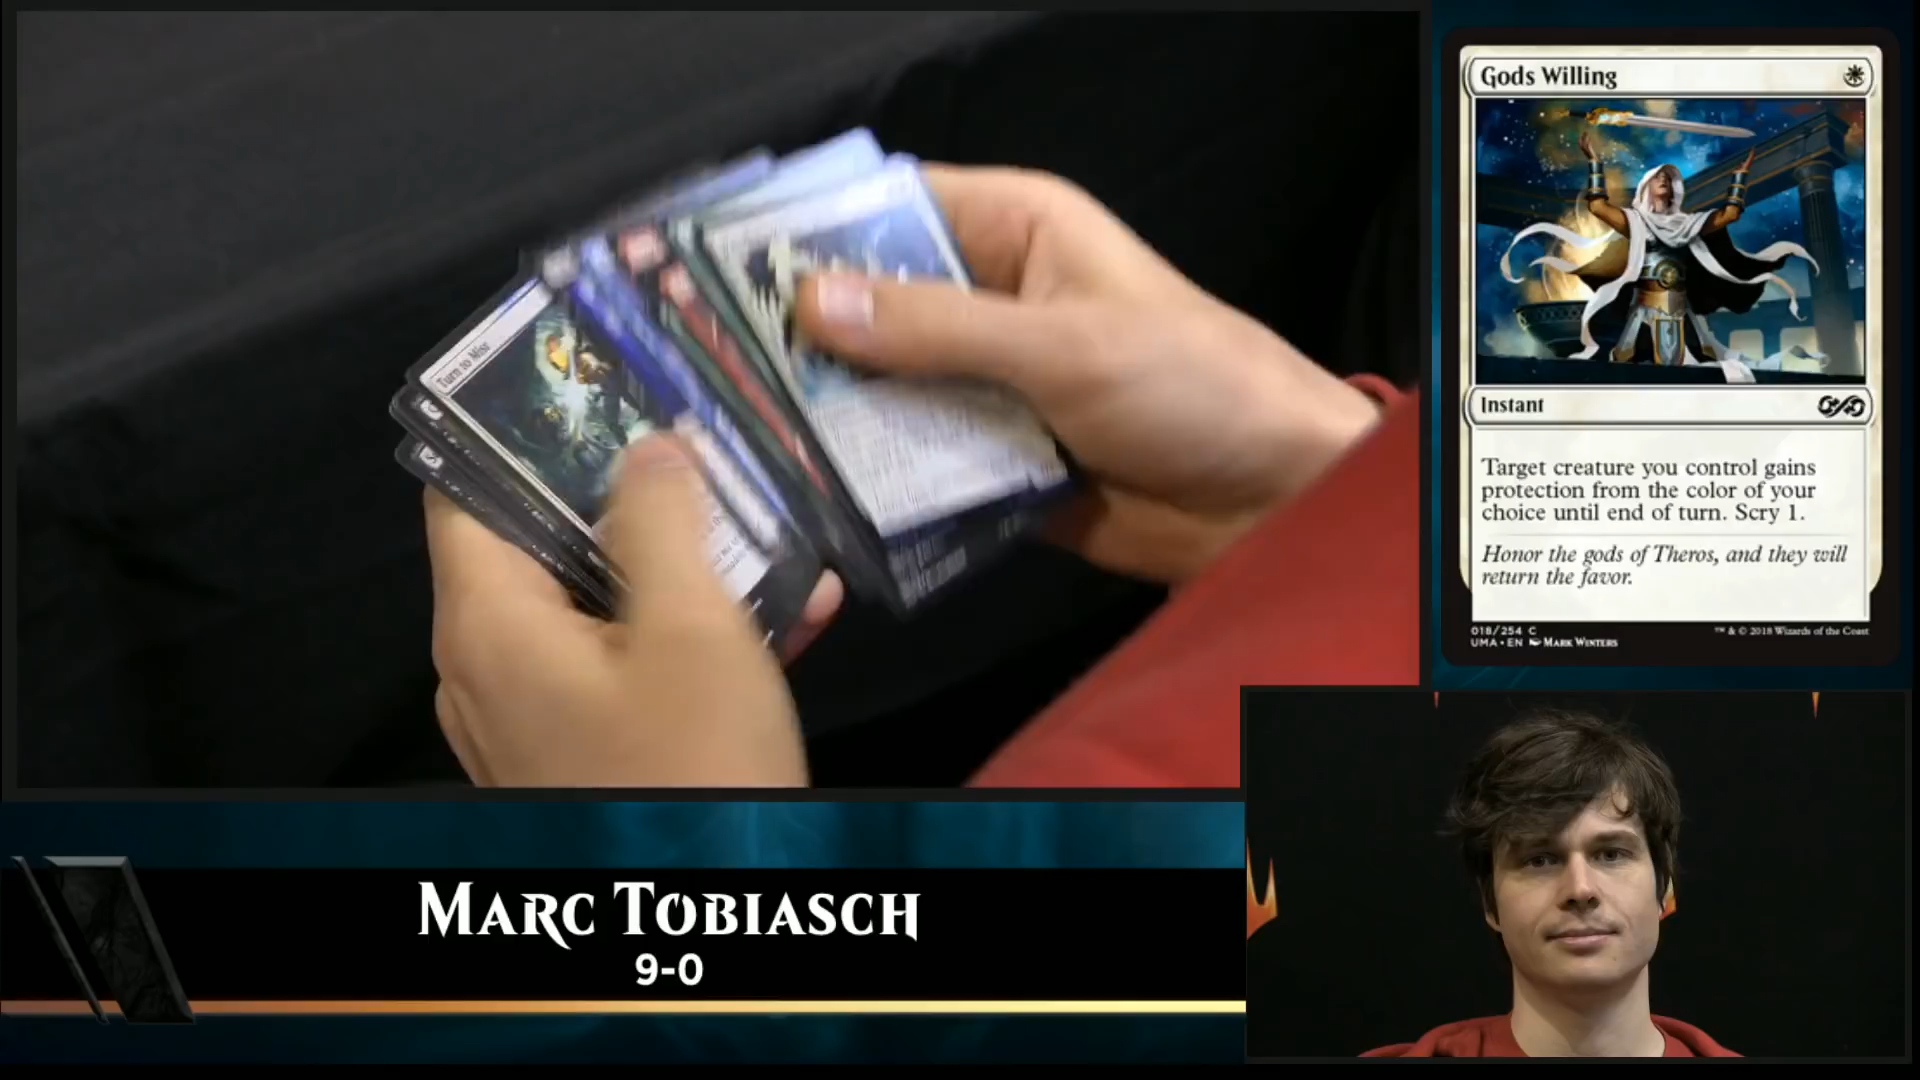 Gods Willing
Instant
Target creature you control gains
protection from the color of your
choice until end of turn. Scry 1.
Honor the gods of Theros, and they will
return the favor.
018/254 C
UMA • EN MARK WINTERS
™ & © 2018 Wizards of the Coast
Turn to Mist
MARC TOBIASCH
9-0